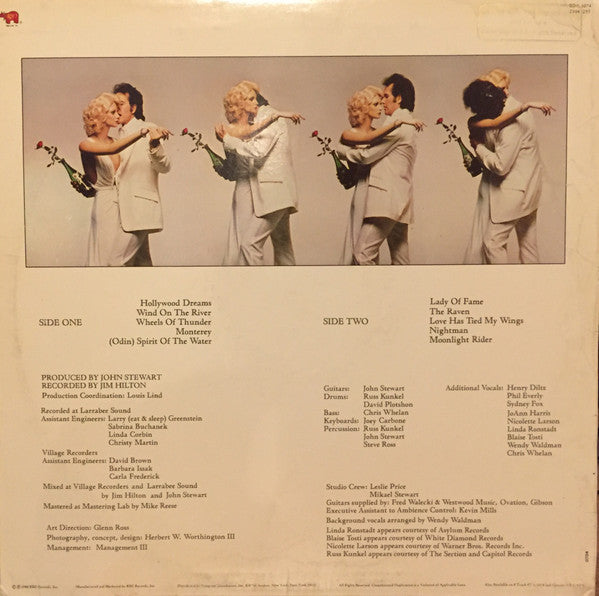 SIDE ONE
Hollywood Dreams
Wind On The River
Wheels Of Thunder
Monterey
(Odin) Spirit Of The Water
SIDE TWO
Lady Of Fame
The Raven
Love Has Tied My Wings
Nightman
Moonlight Rider
PRODUCED BY JOHN STEWART
RECORDED BY JIM HILTON
Production Coordination: Louis Lind
Recorded at Larrabee Sound
Assistant Engineers: Larry (eat & sleep) Greenstein
Sabrina Buchanek
Linda Corbin
Christy Martin
Village Recorders
Assistant Engineers: David Brown
Barbara Issak
Carla Frederick
Mixed at Village Recorders and Larrabee Sound
by Jim Hilton and John Stewart
Mastered at Mastering Lab by Mike Reese
Art Direction: Glenn Ross
Photography, concept, design: Herbert W. Worthington III
Management: Management III
Guitars: John Stewart
Drums: Russ Kunkel
David Plotshon
Bass: Chris Whelan
Keyboards: Joey Carbone
Percussion: Russ Kunkel
John Stewart
Steve Ross
Additional Vocals: Henry Diltz
Phil Everly
Sydney Fox
JoAnn Harris
Nicolette Larson
Linda Ronstadt
Blaise Tosti
Wendy Waldman
Chris Whelan
Studio Crew: Leslie Price
Mikael Stewart
Guitars supplied by: Fred Walecki & Westwood Music, Ovation, Gibson
Executive Assistant to Ambience Control: Kevin Mills
Background vocals arranged by Wendy Waldman
Linda Ronstadt appears courtesy of Asylum Records
Blaise Tosti appears courtesy of White Diamond Records
Nicolette Larson appears courtesy of Warner Bros. Records Inc.
Russ Kunkel appears courtesy of The Section and Capitol Records